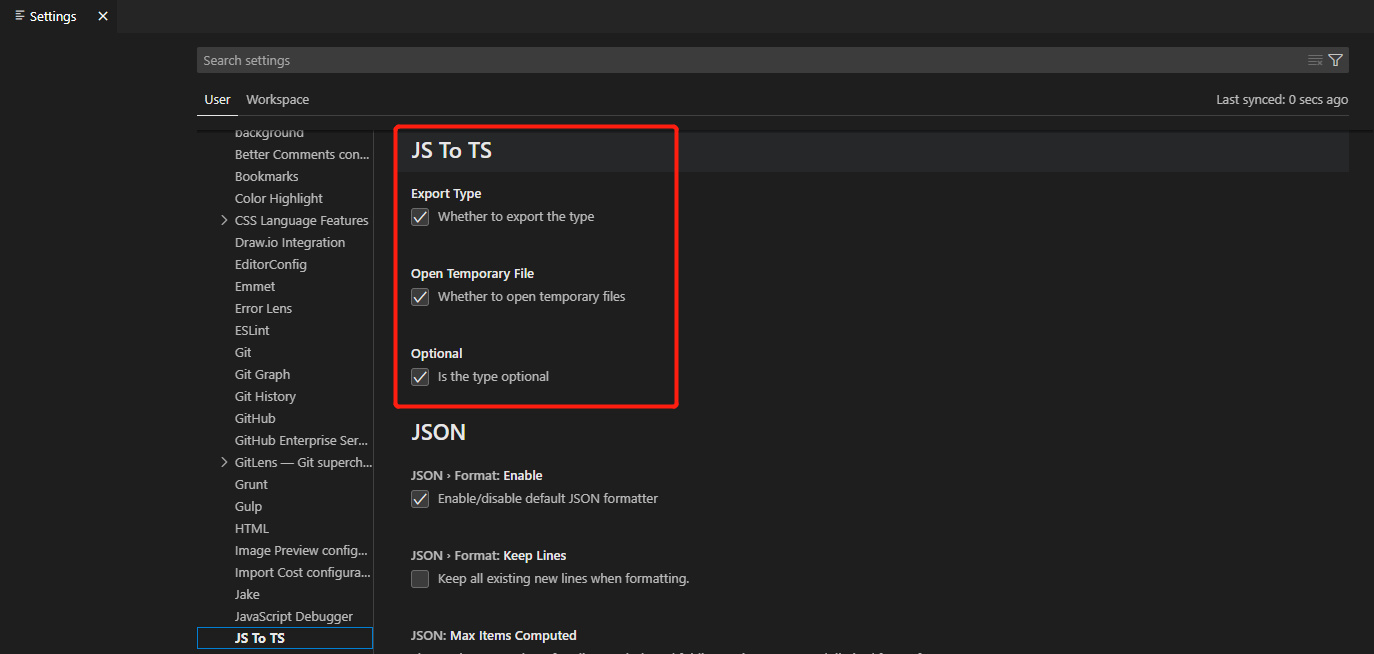 Settings
Search settings
User Workspace
Last synced: 0 secs ago
background
Better Comments con...
Bookmarks
Color Highlight
CSS Language Features
Draw.io Integration
EditorConfig
Emmet
Error Lens
ESLint
Git
Git Graph
Git History
GitHub
GitHub Enterprise Ser...
GitLens — Git superch...
Grunt
Gulp
HTML
Image Preview config...
Import Cost configura...
Jake
JavaScript Debugger
JS To TS
JS To TS
Export Type
Whether to export the type
Open Temporary File
Whether to open temporary files
Optional
Is the type optional
JSON
JSON › Format: Enable
Enable/disable default JSON formatter
JSON › Format: Keep Lines
Keep all existing new lines when formatting.
JSON: Max Items Computed